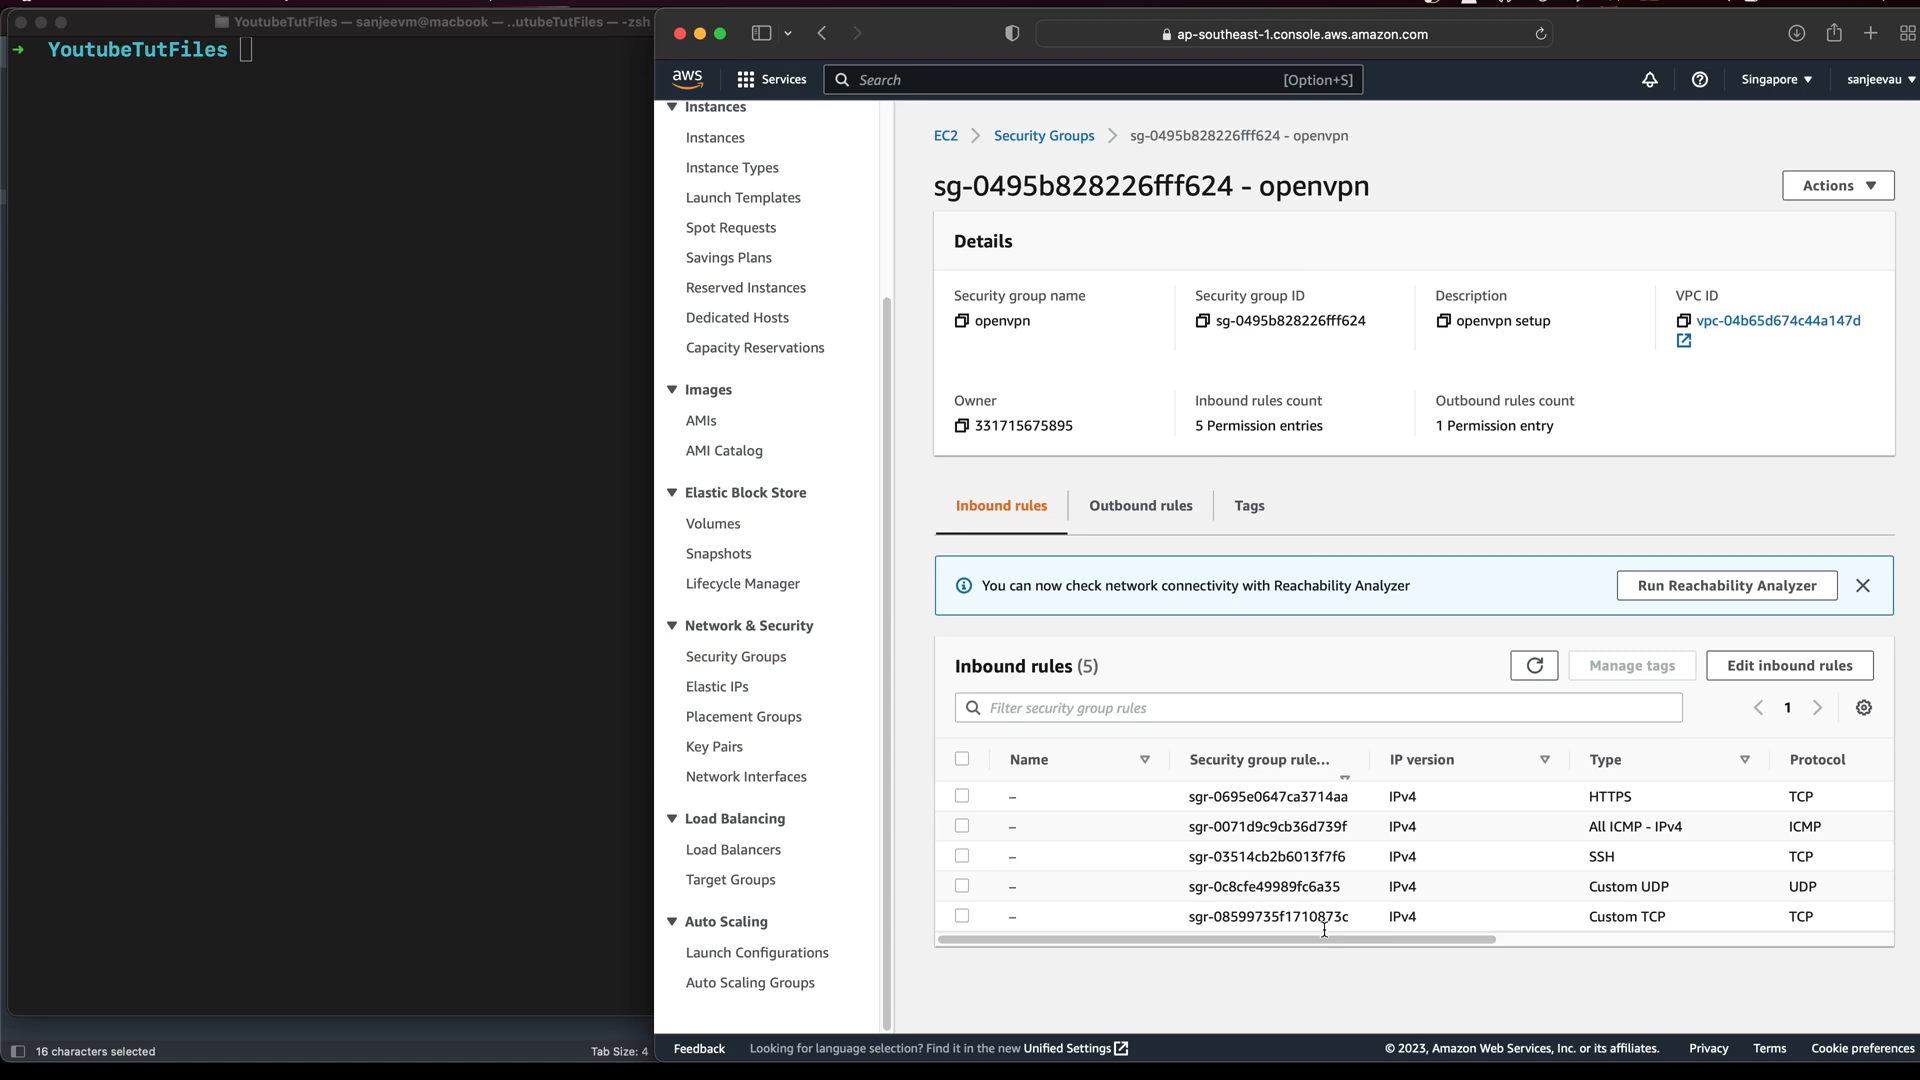 YoutubeTutFiles — sanjeevm@macbook — ..utubeTutFiles — -zsh
→ YoutubeTutFiles
16 characters selected
Tab Size: 4
ap-southeast-1.console.aws.amazon.com
aws
Services
Search
[Option+S]
Singapore
sanjeevau
Instances
Instances
Instance Types
Launch Templates
Spot Requests
Savings Plans
Reserved Instances
Dedicated Hosts
Capacity Reservations
Images
AMIs
AMI Catalog
Elastic Block Store
Volumes
Snapshots
Lifecycle Manager
Network & Security
Security Groups
Elastic IPs
Placement Groups
Key Pairs
Network Interfaces
Load Balancing
Load Balancers
Target Groups
Auto Scaling
Launch Configurations
Auto Scaling Groups
EC2 > Security Groups > sg-0495b828226fff624 - openvpn
sg-0495b828226fff624 - openvpn
Actions
Details
Security group name
openvpn
Security group ID
sg-0495b828226fff624
Description
openvpn setup
VPC ID
vpc-04b65d674c44a147d
Owner
331715675895
Inbound rules count
5 Permission entries
Outbound rules count
1 Permission entry
Inbound rules
Outbound rules
Tags
You can now check network connectivity with Reachability Analyzer
Run Reachability Analyzer
Inbound rules (5)
Manage tags
Edit inbound rules
Filter security group rules
1
Name Security group rule... IP version Type Protocol
– sgr-0695e0647ca3714aa IPv4 HTTPS TCP
– sgr-0071d9c9cb36d739f IPv4 All ICMP - IPv4 ICMP
– sgr-03514cb2b6013f7f6 IPv4 SSH TCP
– sgr-0c8cfe49989fc6a35 IPv4 Custom UDP UDP
– sgr-08599735f1710873c IPv4 Custom TCP TCP
Feedback
Looking for language selection? Find it in the new Unified Settings
© 2023, Amazon Web Services, Inc. or its affiliates.
Privacy
Terms
Cookie preferences